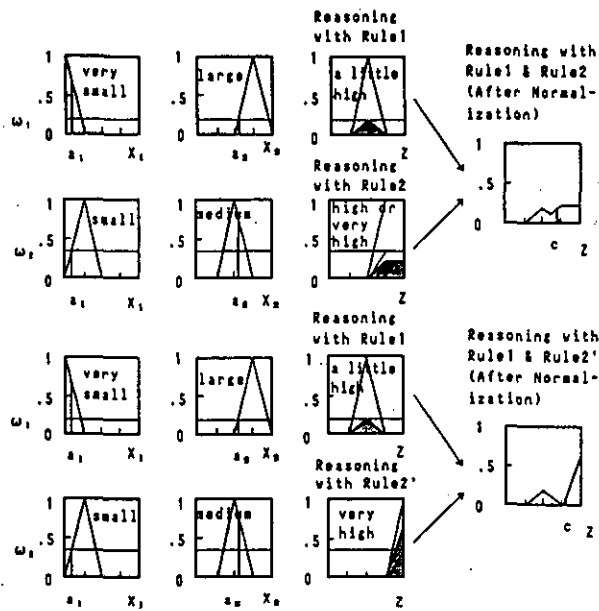 Reasoning
with Rule1
1
.5
0
ω₁
very
small
a₁
X₁
1
.5
0
large
a₂
X₂
1
.5
0
a little
high
Z
Reasoning with
Rule1 & Rule2
(After Normal-
ization)
1
.5
0
c
Z
Reasoning
with Rule2
1
.5
0
ω₂
small
a₁
X₁
1
.5
0
medium
a₂
X₂
1
.5
0
high or
very
high
Z
Reasoning
with Rule1
1
.5
0
ω₁
very
small
a₁
X₁
1
.5
0
large
a₂
X₂
1
.5
0
a little
high
Z
Reasoning with
Rule1 & Rule2'
(After Normal-
ization)
1
.5
0
c
Z
Reasoning
with Rule2'
1
.5
0
ω₂
small
a₁
X₁
1
.5
0
medium
a₂
X₂
1
.5
0
very
high
Z